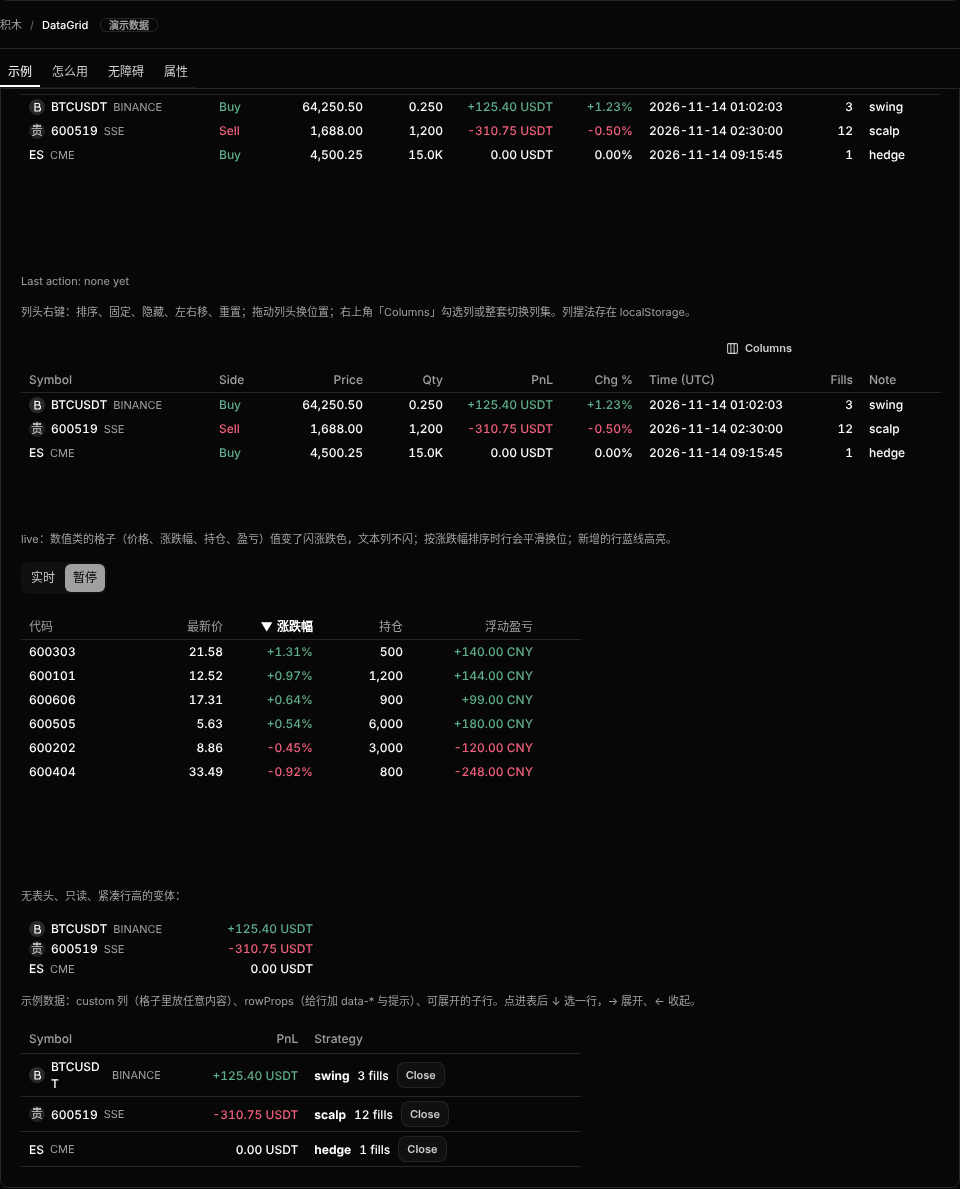 积木 / DataGrid 演示数据
示例 怎么用 无障碍 属性
B BTCUSDT BINANCE Buy 64,250.50 0.250 +125.40 USDT +1.23% 2026-11-14 01:02:03 3 swing
贵 600519 SSE Sell 1,688.00 1,200 -310.75 USDT -0.50% 2026-11-14 02:30:00 12 scalp
ES CME Buy 4,500.25 15.0K 0.00 USDT 0.00% 2026-11-14 09:15:45 1 hedge
Last action: none yet
列头右键：排序、固定、隐藏、左右移、重置；拖动列头换位置；右上角「Columns」勾选列或整套切换列集。列摆法存在 localStorage。
Columns
Symbol Side Price Qty PnL Chg % Time (UTC) Fills Note
B BTCUSDT BINANCE Buy 64,250.50 0.250 +125.40 USDT +1.23% 2026-11-14 01:02:03 3 swing
贵 600519 SSE Sell 1,688.00 1,200 -310.75 USDT -0.50% 2026-11-14 02:30:00 12 scalp
ES CME Buy 4,500.25 15.0K 0.00 USDT 0.00% 2026-11-14 09:15:45 1 hedge
live：数值类的格子（价格、涨跌幅、持仓、盈亏）值变了闪涨跌色，文本列不闪；按涨跌幅排序时行会平滑换位；新增的行蓝线高亮。
实时 暂停
代码 最新价 ▼ 涨跌幅 持仓 浮动盈亏
600303 21.58 +1.31% 500 +140.00 CNY
600101 12.52 +0.97% 1,200 +144.00 CNY
600606 17.31 +0.64% 900 +99.00 CNY
600505 5.63 +0.54% 6,000 +180.00 CNY
600202 8.86 -0.45% 3,000 -120.00 CNY
600404 33.49 -0.92% 800 -248.00 CNY
无表头、只读、紧凑行高的变体：
B BTCUSDT BINANCE +125.40 USDT
贵 600519 SSE -310.75 USDT
ES CME 0.00 USDT
示例数据：custom 列（格子里放任意内容）、rowProps（给行加 data-* 与提示）、可展开的子行。点进表后 ↓ 选一行，→ 展开、← 收起。
Symbol PnL Strategy
B BTCUSD
T BINANCE +125.40 USDT swing 3 fills Close
贵 600519 SSE -310.75 USDT scalp 12 fills Close
ES CME 0.00 USDT hedge 1 fills Close